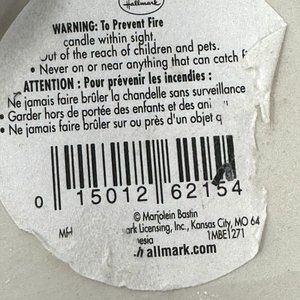 Hallmark
WARNING: To Prevent Fire
candle within sight.
Out of the reach of children and pets.
• Never on or near anything that can catch f
ATTENTION : Pour prévenir les incendies :
Ne jamais faire brûler la chandelle sans surveillance
• Garder hors de portée des enfants et des ani
• Ne jamais faire brûler sur ou près d'un objet q
0 15012 62154
© Marjolein Bastin
ark Licensing, Inc., Kansas City, MO 64
nesia 1MBE1271
hallmark.com